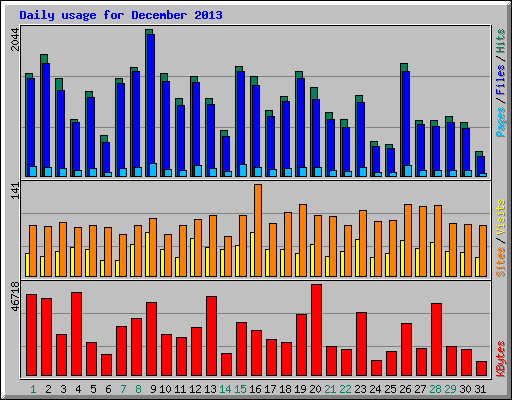 Daily usage for December 2013
2044
Pages / Files / Hits
141
Sites / Visits
46718
KBytes
1 2 3 4 5 6 7 8 9 10 11 12 13 14 15 16 17 18 19 20 21 22 23 24 25 26 27 28 29 30 31